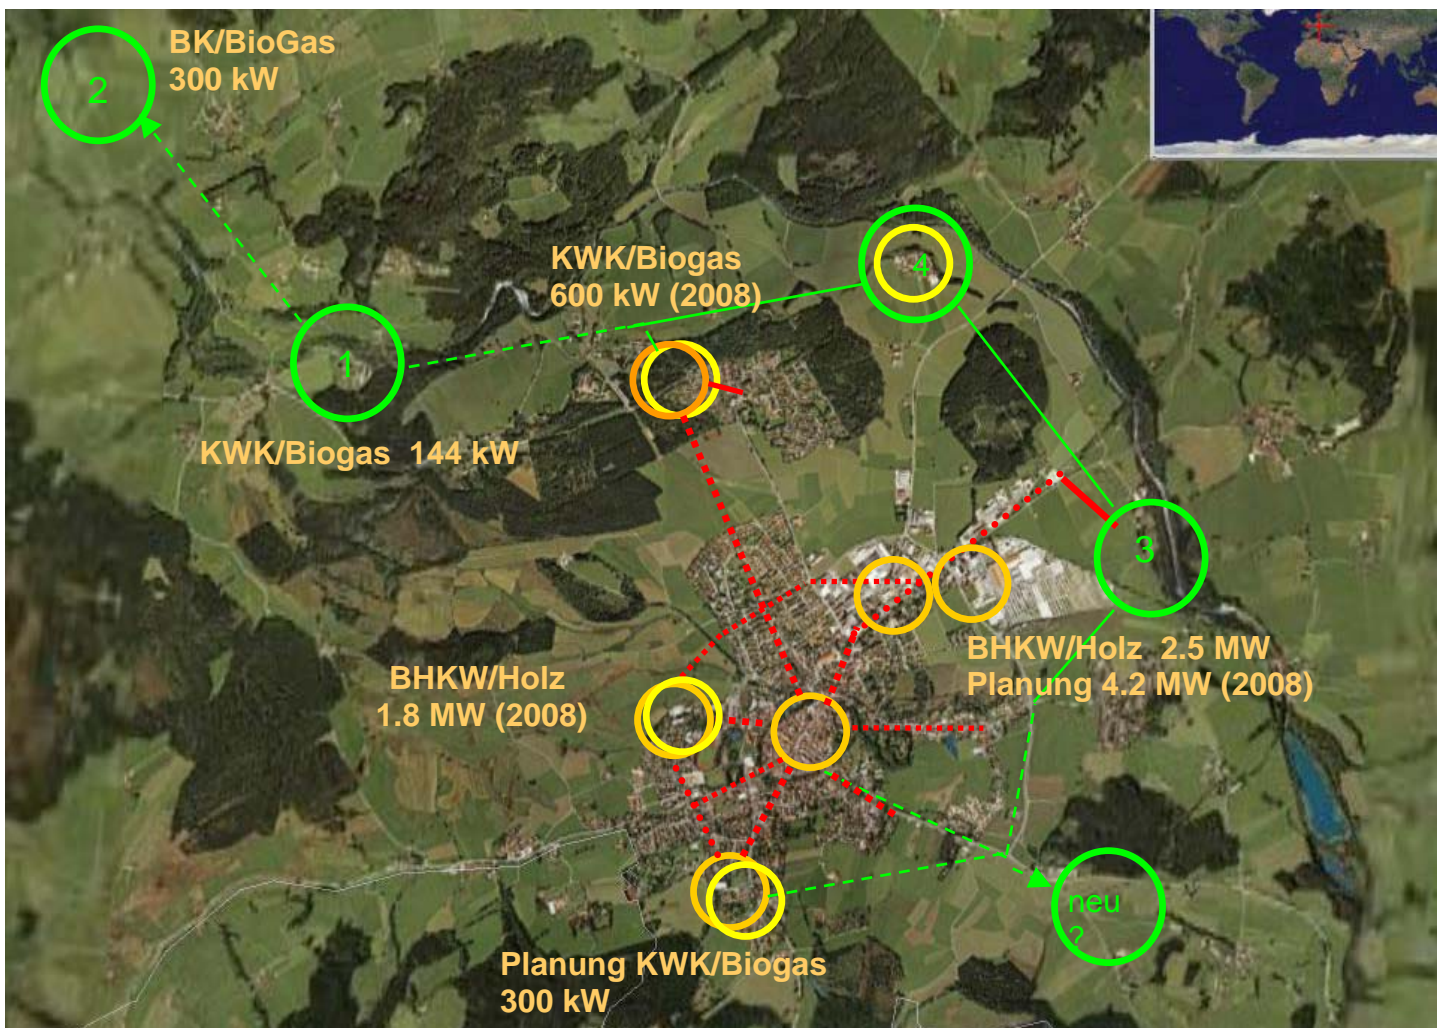 BK/BioGas
300 kW
2
4
KWK/Biogas
600 kW (2008)
1
KWK/Biogas 144 kW
3
BHKW/Holz 2.5 MW
Planung 4.2 MW (2008)
BHKW/Holz
1.8 MW (2008)
neu
?
Planung KWK/Biogas
300 kW